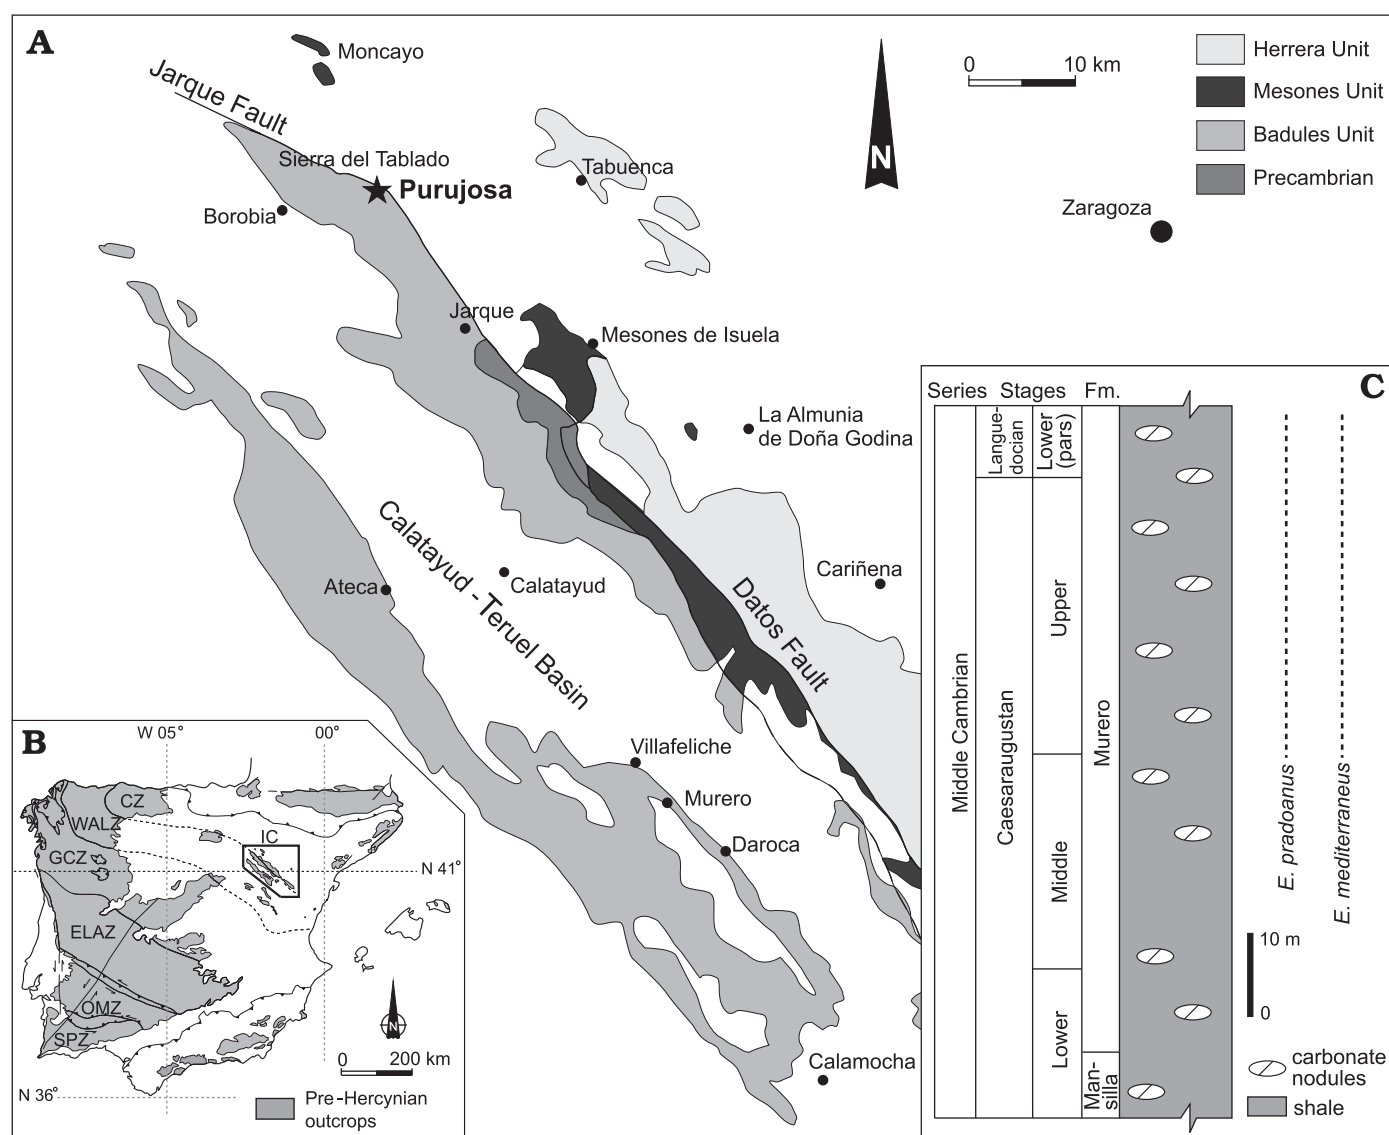 A
Moncayo
Jarque Fault
Sierra del Tablado
Purujosa
Borobia
Tabuenca
0 10 km
N
Herrera Unit
Mesones Unit
Badules Unit
Precambrian
Zaragoza
Jarque
Mesones de Isuela
La Almunia
de Doña Godina
Calatayud - Teruel Basin
Calatayud
Ateca
Cariñena
Datos Fault
Villafeliche
Murero
Daroca
Calamocha
B
W 05° 00°
CZ
WALZ
GCZ
IC
N 41°
ELAZ
OMZ
SPZ
N
0 200 km
N 36°
Pre-Hercynian
outcrops
C
Series Stages Fm.
Middle Cambrian
Langue-
docian
Caesaraugustan
Lower
(pars)
Upper
Middle
Lower
Murero
Man-
silla
E. pradoanus
E. mediterraneus
10 m
0
carbonate
nodules
shale